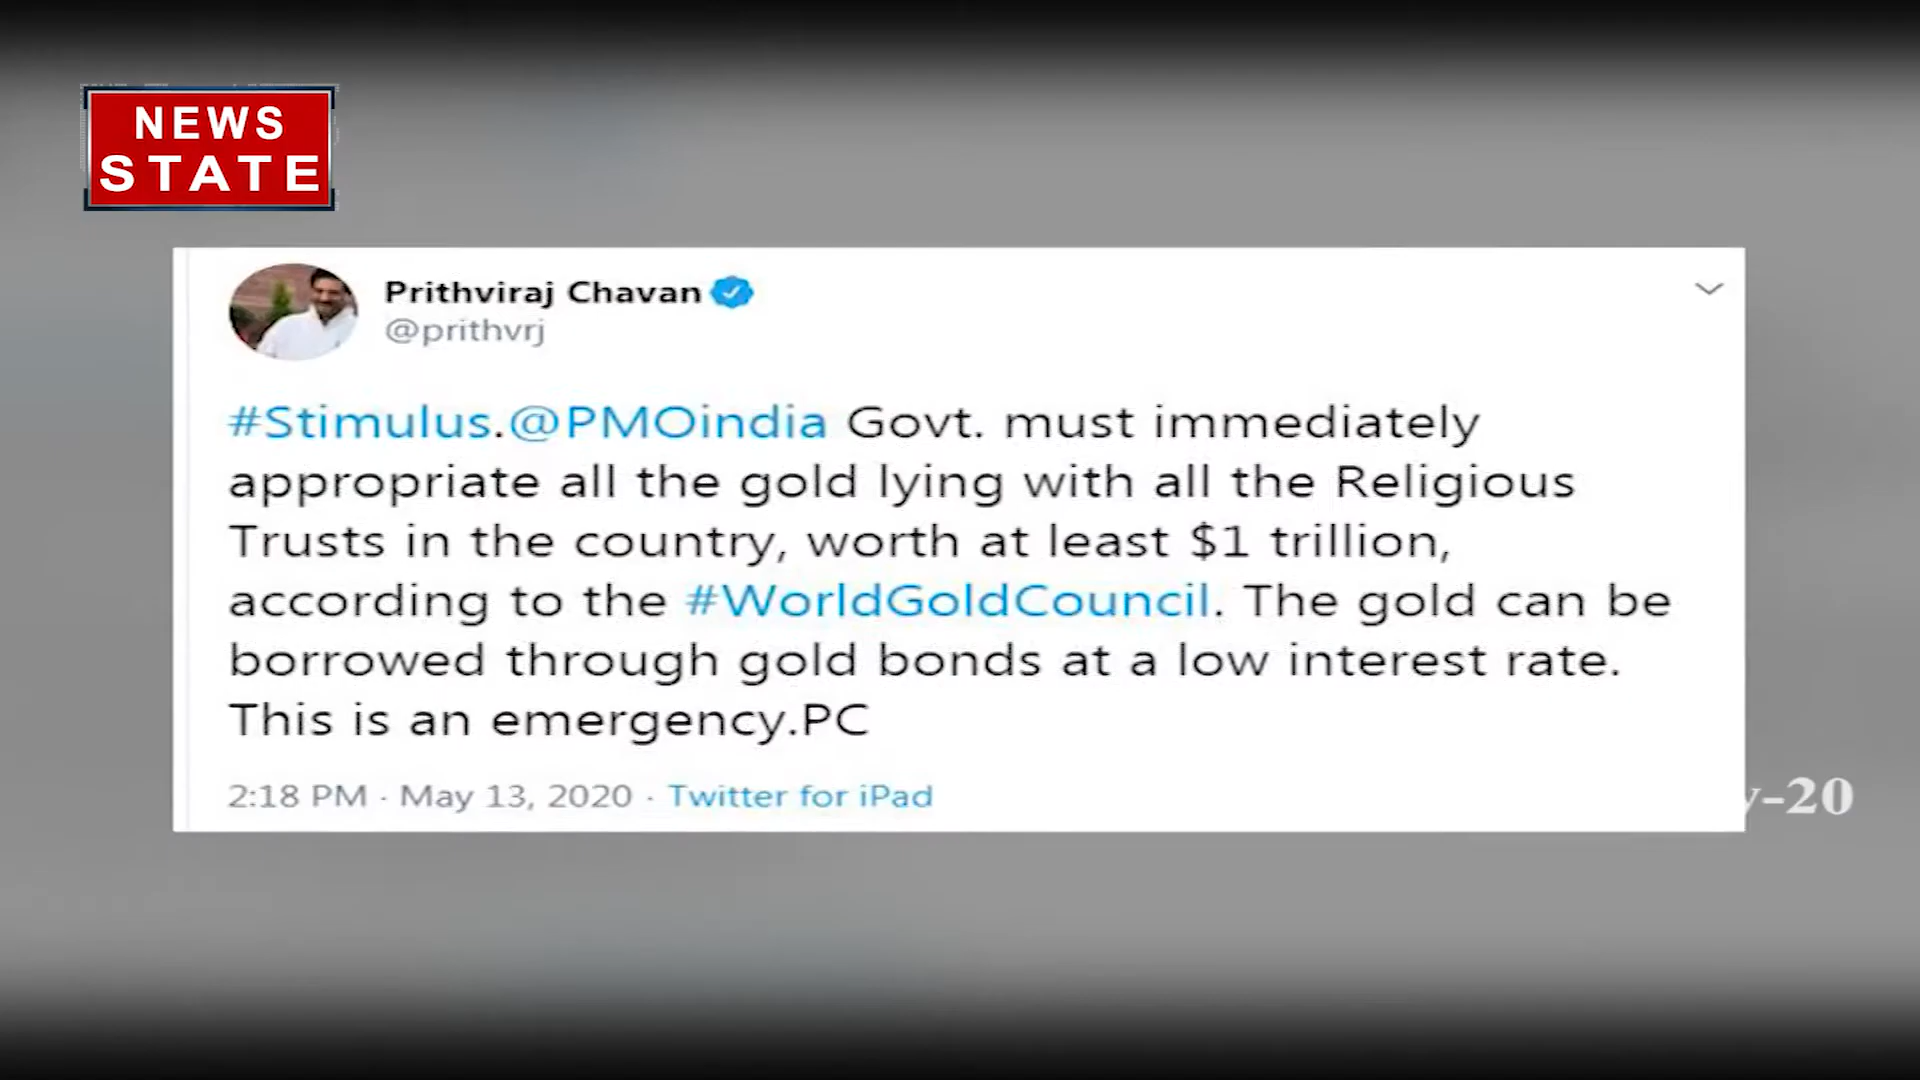 NEWS
STATE
Prithviraj Chavan
@prithvrj
#Stimulus.@PMOindia Govt. must immediately
appropriate all the gold lying with all the Religious
Trusts in the country, worth at least $1 trillion,
according to the #WorldGoldCouncil. The gold can be
borrowed through gold bonds at a low interest rate.
This is an emergency.PC
2:18 PM · May 13, 2020 · Twitter for iPad
y-20